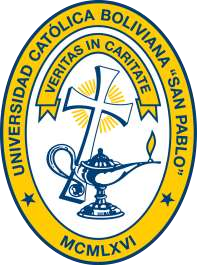 UNIVERSIDAD CATÓLICA BOLIVIANA "SAN PABLO"
VERITAS IN CARITATE
MCMLXVI